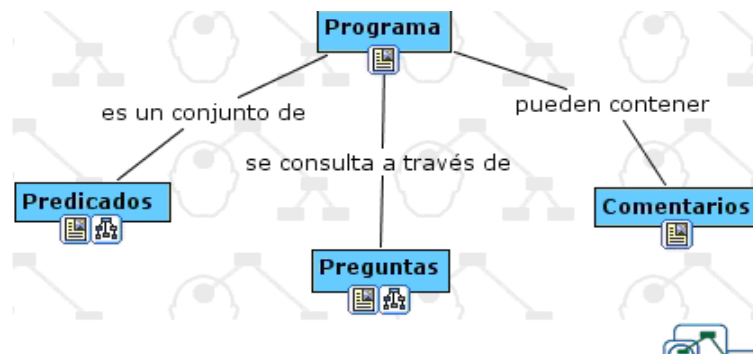 Programa
es un conjunto de
pueden contener
se consulta a través de
Predicados
Comentarios
Preguntas